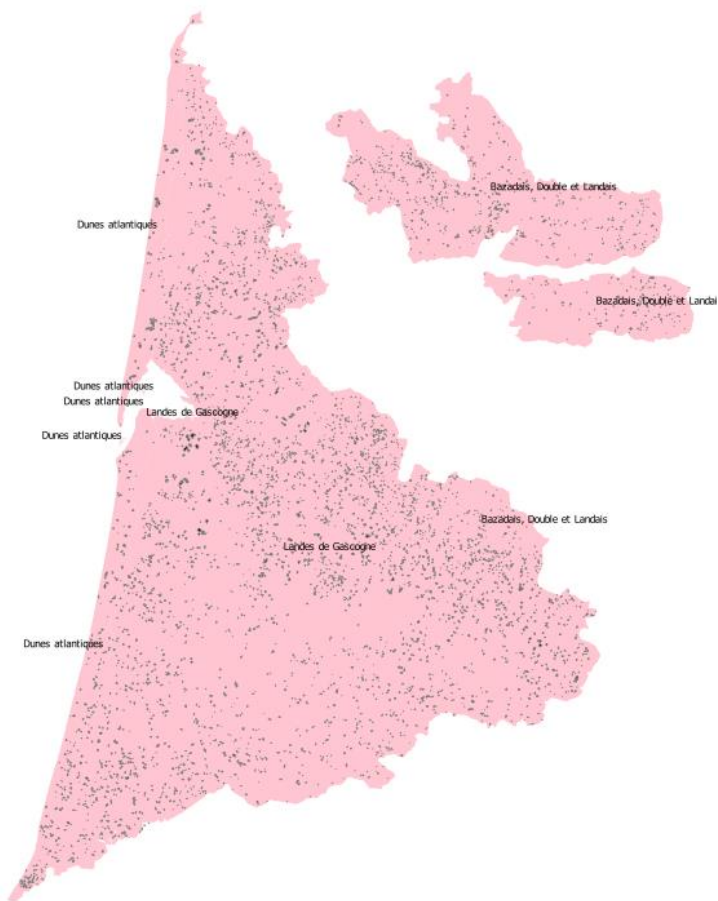 Bazadais, Double et Landais
Dunes atlantiques
Bazadais, Double et Landai
Dunes atlantiques
Dunes atlantiques
Landes de Gascogne
Dunes atlantiques
Bazadais, Double et Landais
Landes de Gascogne
Dunes atlantiques